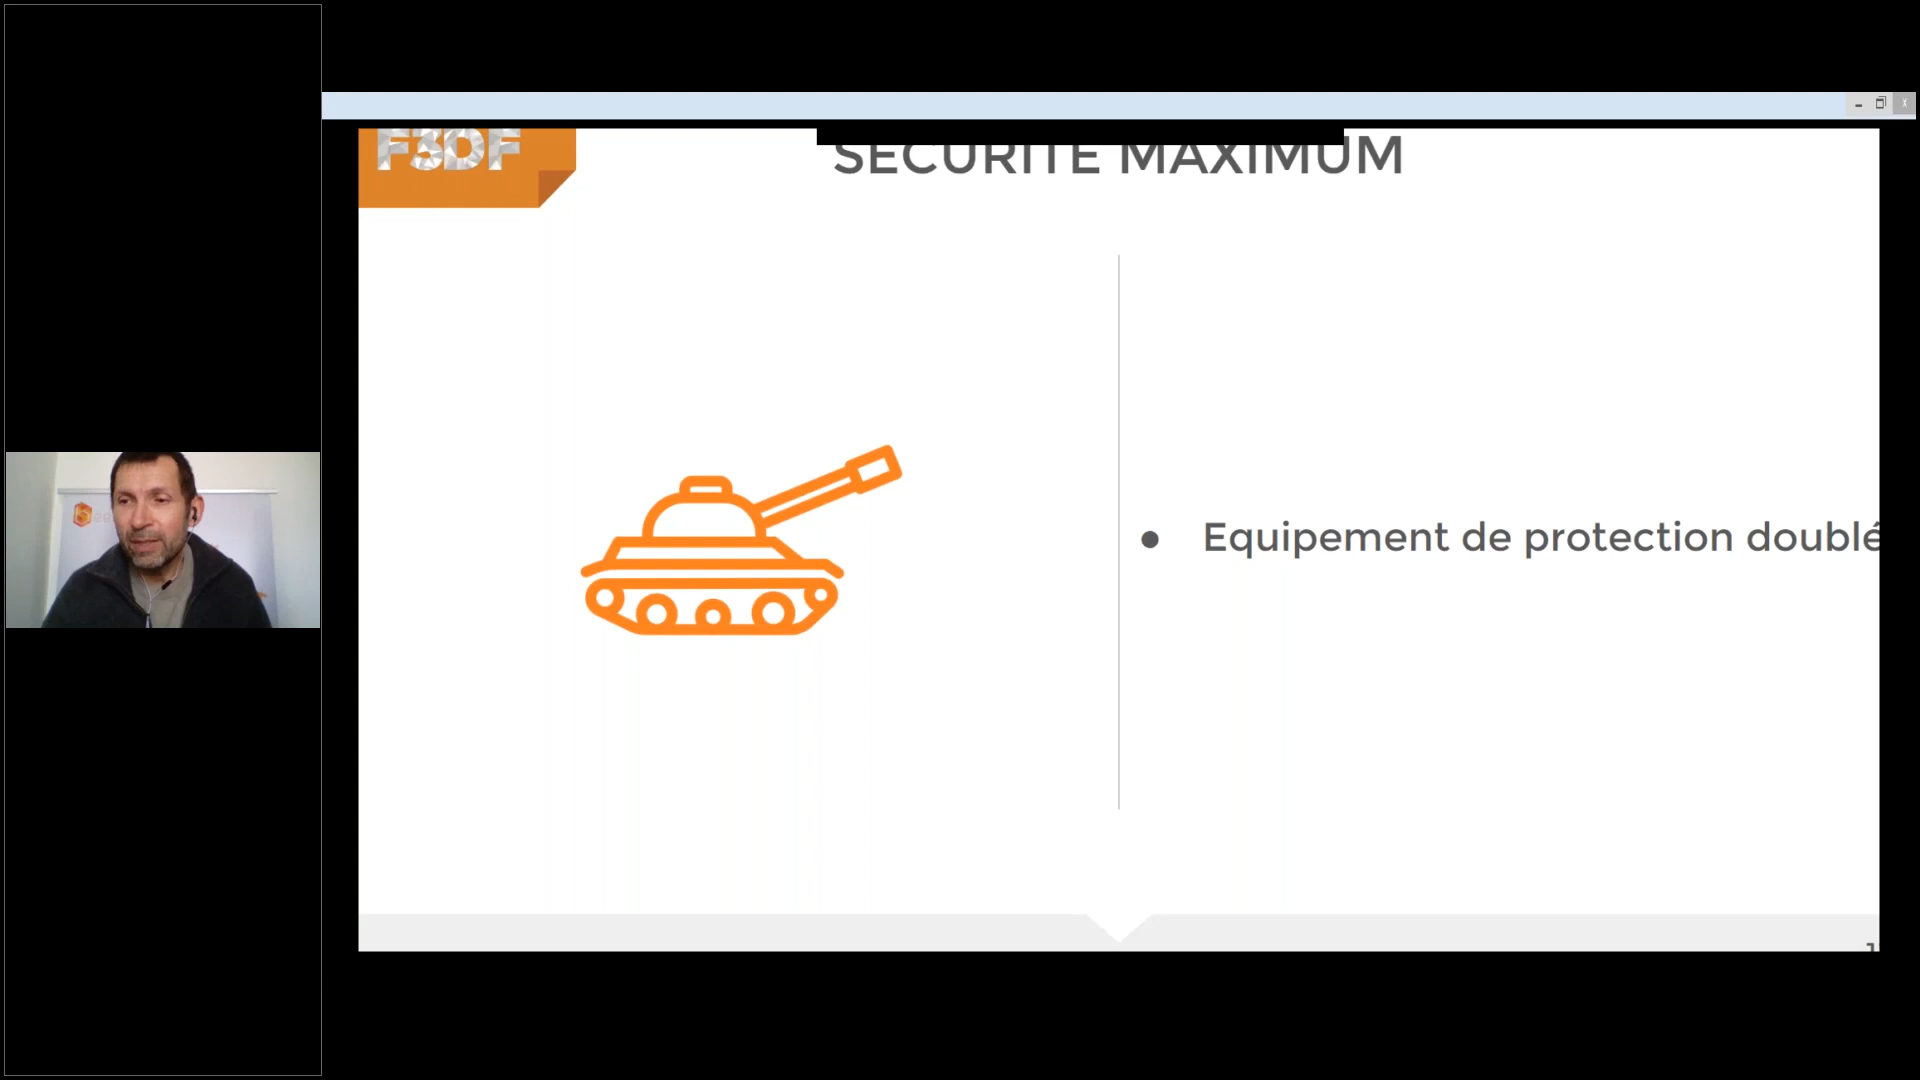 F3DF
SECURITE MAXIMUM
● Equipement de protection doublé